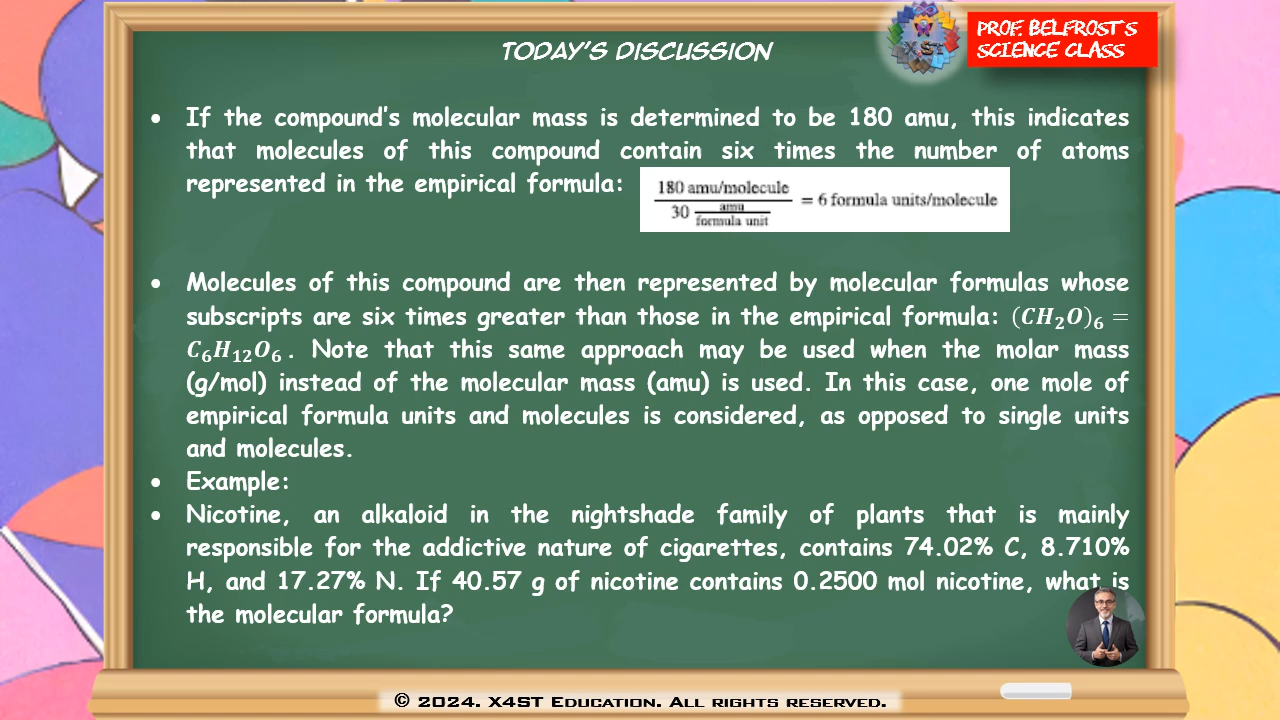 TODAY'S DISCUSSION
X4ST
PROF. BELFROST'S
SCIENCE CLASS
• If the compound's molecular mass is determined to be 180 amu, this indicates
that molecules of this compound contain six times the number of atoms
represented in the empirical formula:
180 amu/molecule
30 amu/formula unit = 6 formula units/molecule
• Molecules of this compound are then represented by molecular formulas whose
subscripts are six times greater than those in the empirical formula: (CH₂O)₆ =
C₆H₁₂O₆. Note that this same approach may be used when the molar mass
(g/mol) instead of the molecular mass (amu) is used. In this case, one mole of
empirical formula units and molecules is considered, as opposed to single units
and molecules.
• Example:
• Nicotine, an alkaloid in the nightshade family of plants that is mainly
responsible for the addictive nature of cigarettes, contains 74.02% C, 8.710%
H, and 17.27% N. If 40.57 g of nicotine contains 0.2500 mol nicotine, what is
the molecular formula?
© 2024. X4ST Education. All rights reserved.